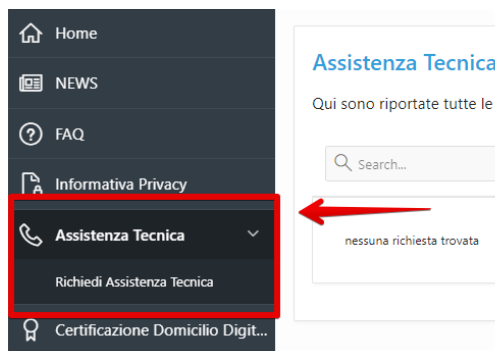 Home
NEWS
FAQ
Informativa Privacy
Assistenza Tecnica
Richiedi Assistenza Tecnica
Certificazione Domicilio Digit...
Assistenza Tecnica
Qui sono riportate tutte le
Search...
nessuna richiesta trovata